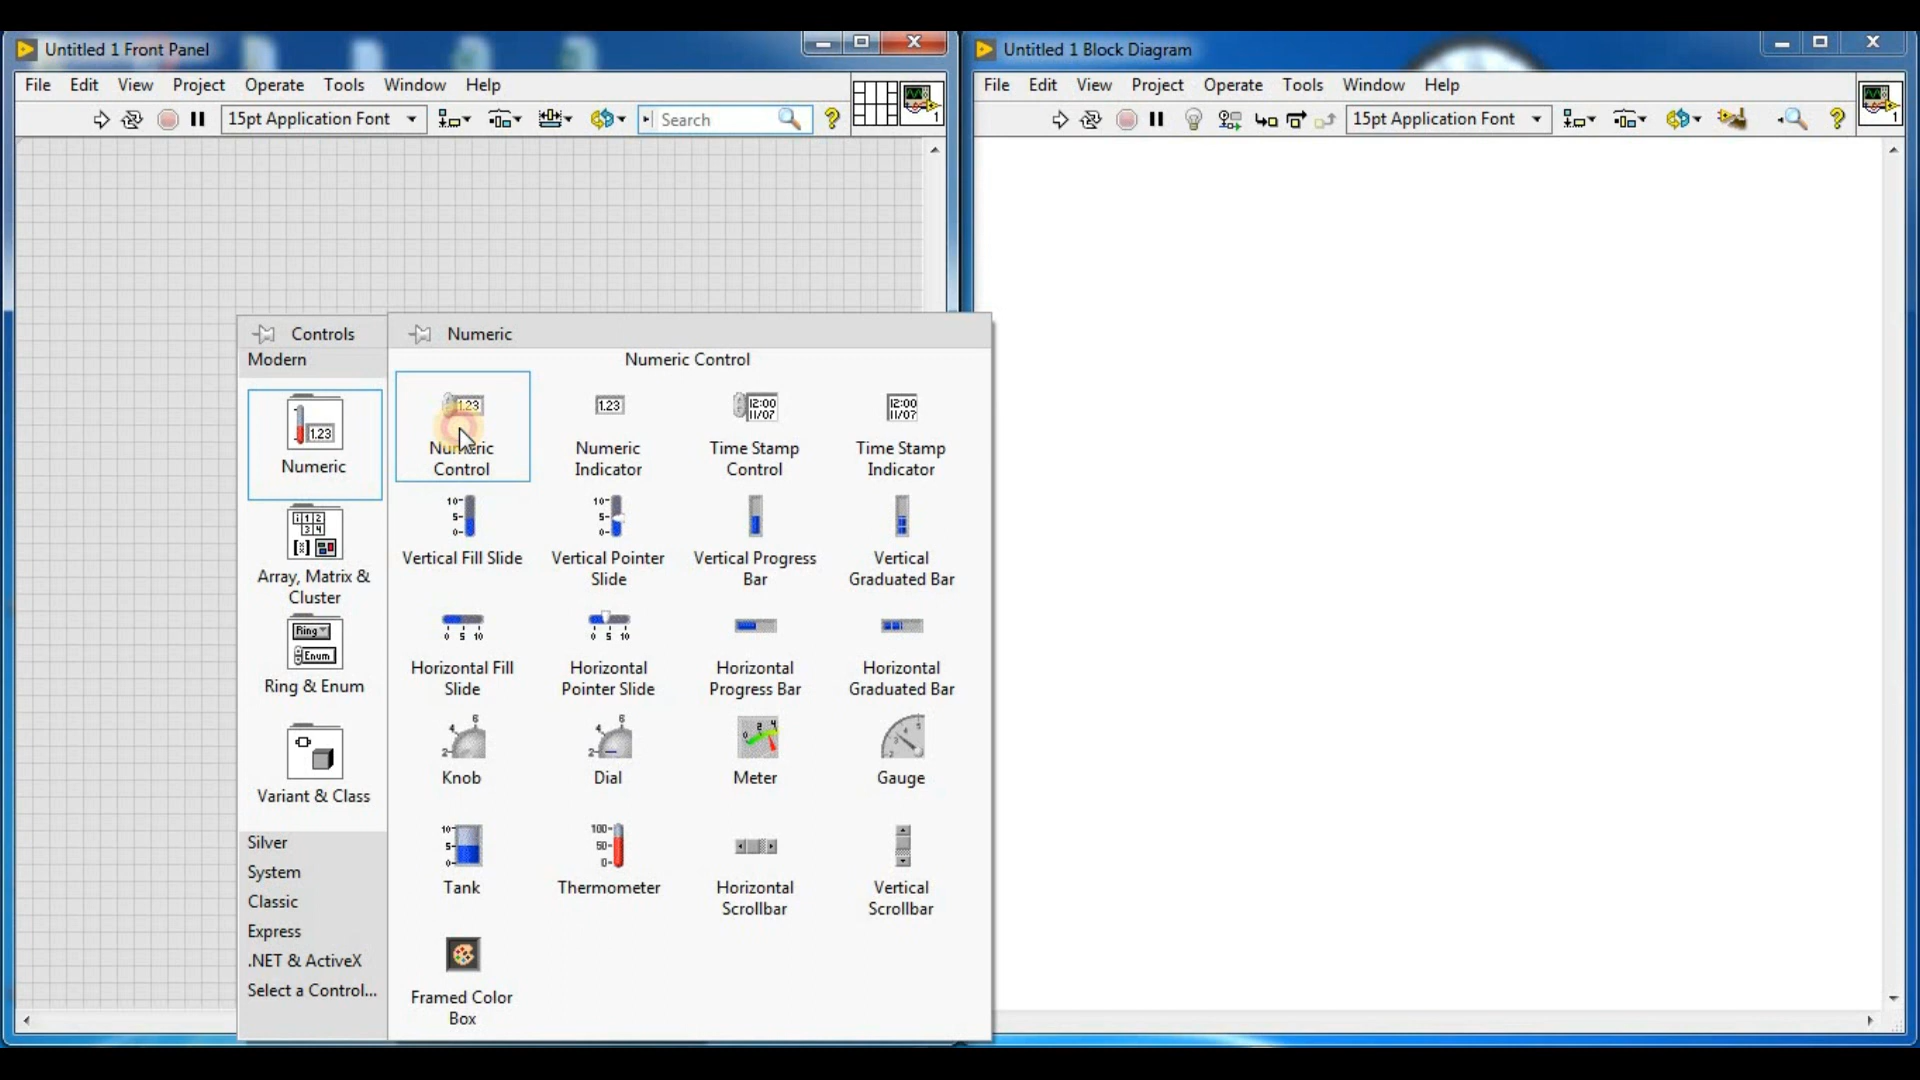 Untitled 1 Front Panel
File Edit View Project Operate Tools Window Help
15pt Application Font
Search
1
Untitled 1 Block Diagram
File Edit View Project Operate Tools Window Help
15pt Application Font
1
Controls
Modern
Numeric
Array, Matrix &
Cluster
Ring
Enum
Ring & Enum
Variant & Class
Silver
System
Classic
Express
.NET & ActiveX
Select a Control...
Numeric
Numeric Control
1.23
1.23
12:00
11/07
12:00
11/07
Numeric
Control
Numeric
Indicator
Time Stamp
Control
Time Stamp
Indicator
Vertical Fill Slide
Vertical Pointer
Slide
Vertical Progress
Bar
Vertical
Graduated Bar
Horizontal Fill
Slide
Horizontal
Pointer Slide
Horizontal
Progress Bar
Horizontal
Graduated Bar
Knob
Dial
Meter
Gauge
Tank
Thermometer
Horizontal
Scrollbar
Vertical
Scrollbar
Framed Color
Box